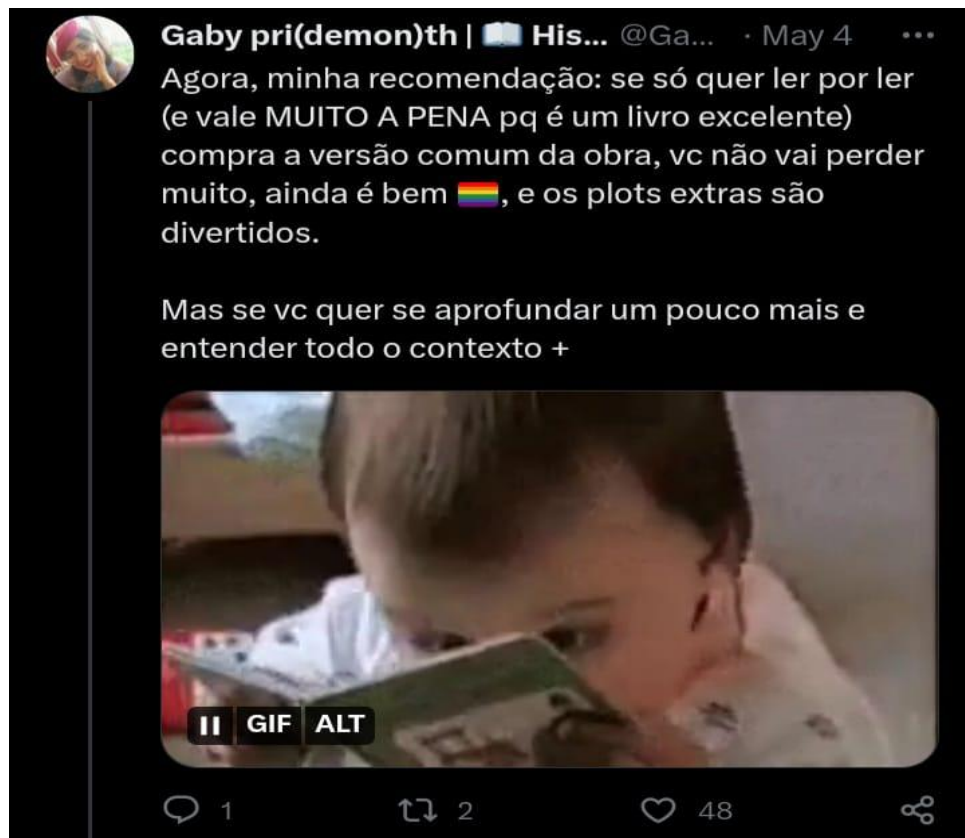 Gaby pri(demon)th | 📖 His... @Ga... · May 4
Agora, minha recomendação: se só quer ler por ler
(e vale MUITO A PENA pq é um livro excelente)
compra a versão comum da obra, vc não vai perder
muito, ainda é bem 🏳️‍🌈, e os plots extras são
divertidos.
Mas se vc quer se aprofundar um pouco mais e
entender todo o contexto +
GIF ALT
1 2 48